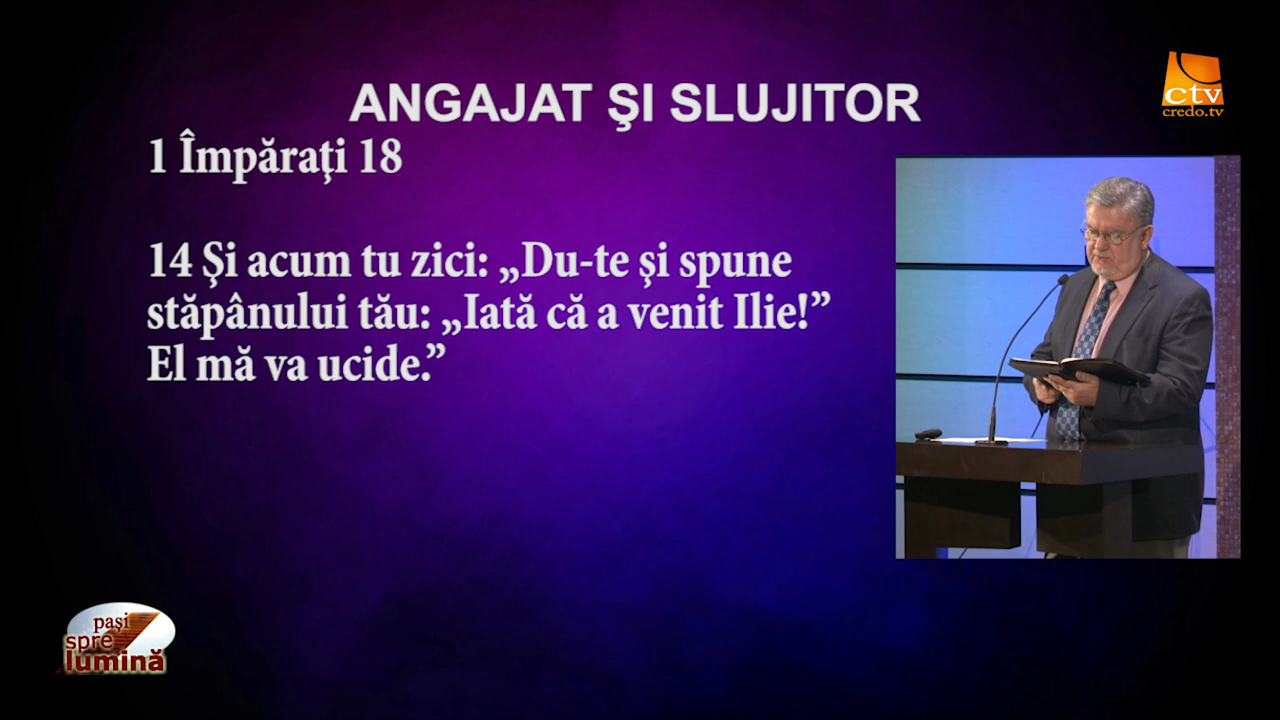 ANGAJAT ŞI SLUJITOR
1 Împăraţi 18
14 Şi acum tu zici: „Du-te şi spune
stăpânului tău: „Iată că a venit Ilie!”
El mă va ucide.”
ctv
credo.tv
paşi
spre
lumină